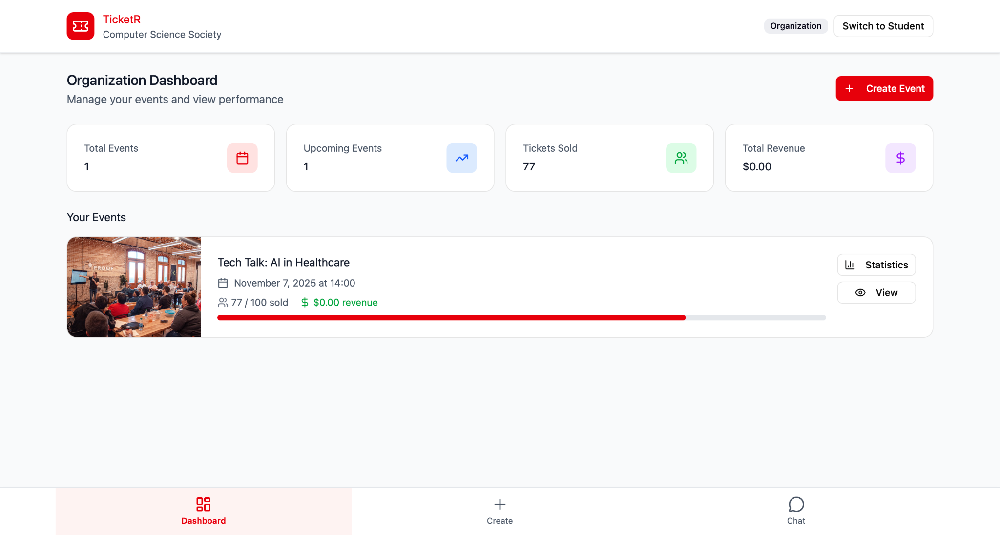 TicketR
Computer Science Society
Organization
Switch to Student
Organization Dashboard
Manage your events and view performance
Create Event
Total Events
1
Upcoming Events
1
Tickets Sold
77
Total Revenue
$0.00
Your Events
PROOF
Tech Talk: AI in Healthcare
November 7, 2025 at 14:00
77 / 100 sold
$0.00 revenue
Statistics
View
Dashboard
Create
Chat